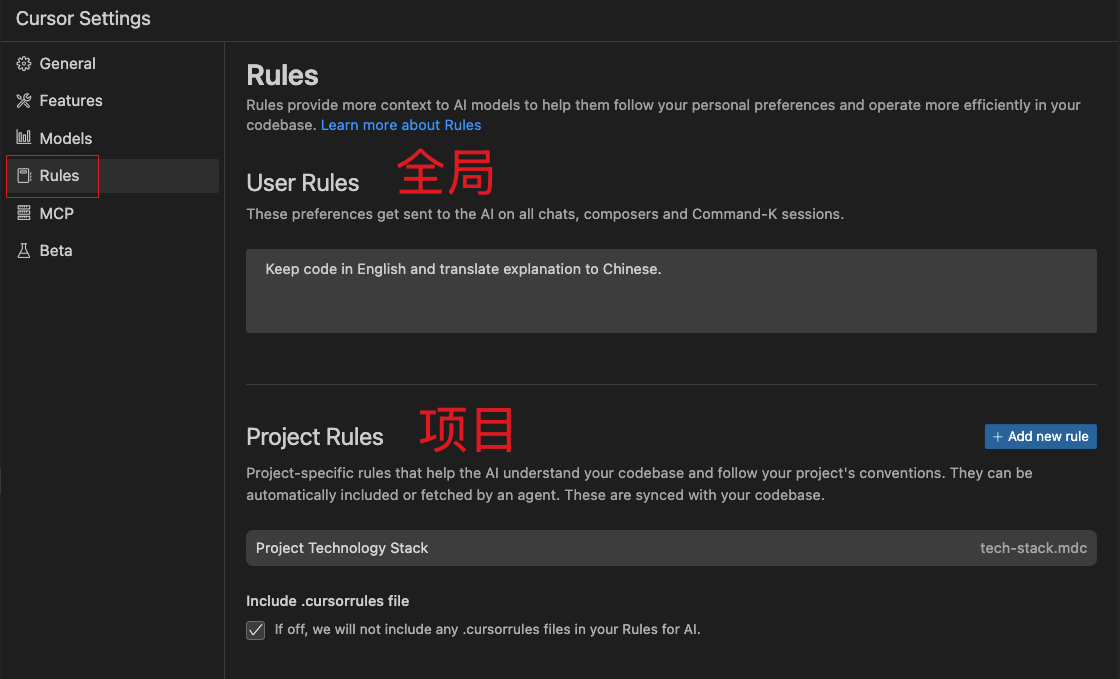 Cursor Settings
General
Features
Models
Rules
MCP
Beta
Rules
Rules provide more context to AI models to help them follow your personal preferences and operate more efficiently in your
codebase. Learn more about Rules
User Rules 全局
These preferences get sent to the AI on all chats, composers and Command-K sessions.
Keep code in English and translate explanation to Chinese.
Project Rules 项目
+ Add new rule
Project-specific rules that help the AI understand your codebase and follow your project's conventions. They can be
automatically included or fetched by an agent. These are synced with your codebase.
Project Technology Stack tech-stack.mdc
Include .cursorrules file
If off, we will not include any .cursorrules files in your Rules for AI.